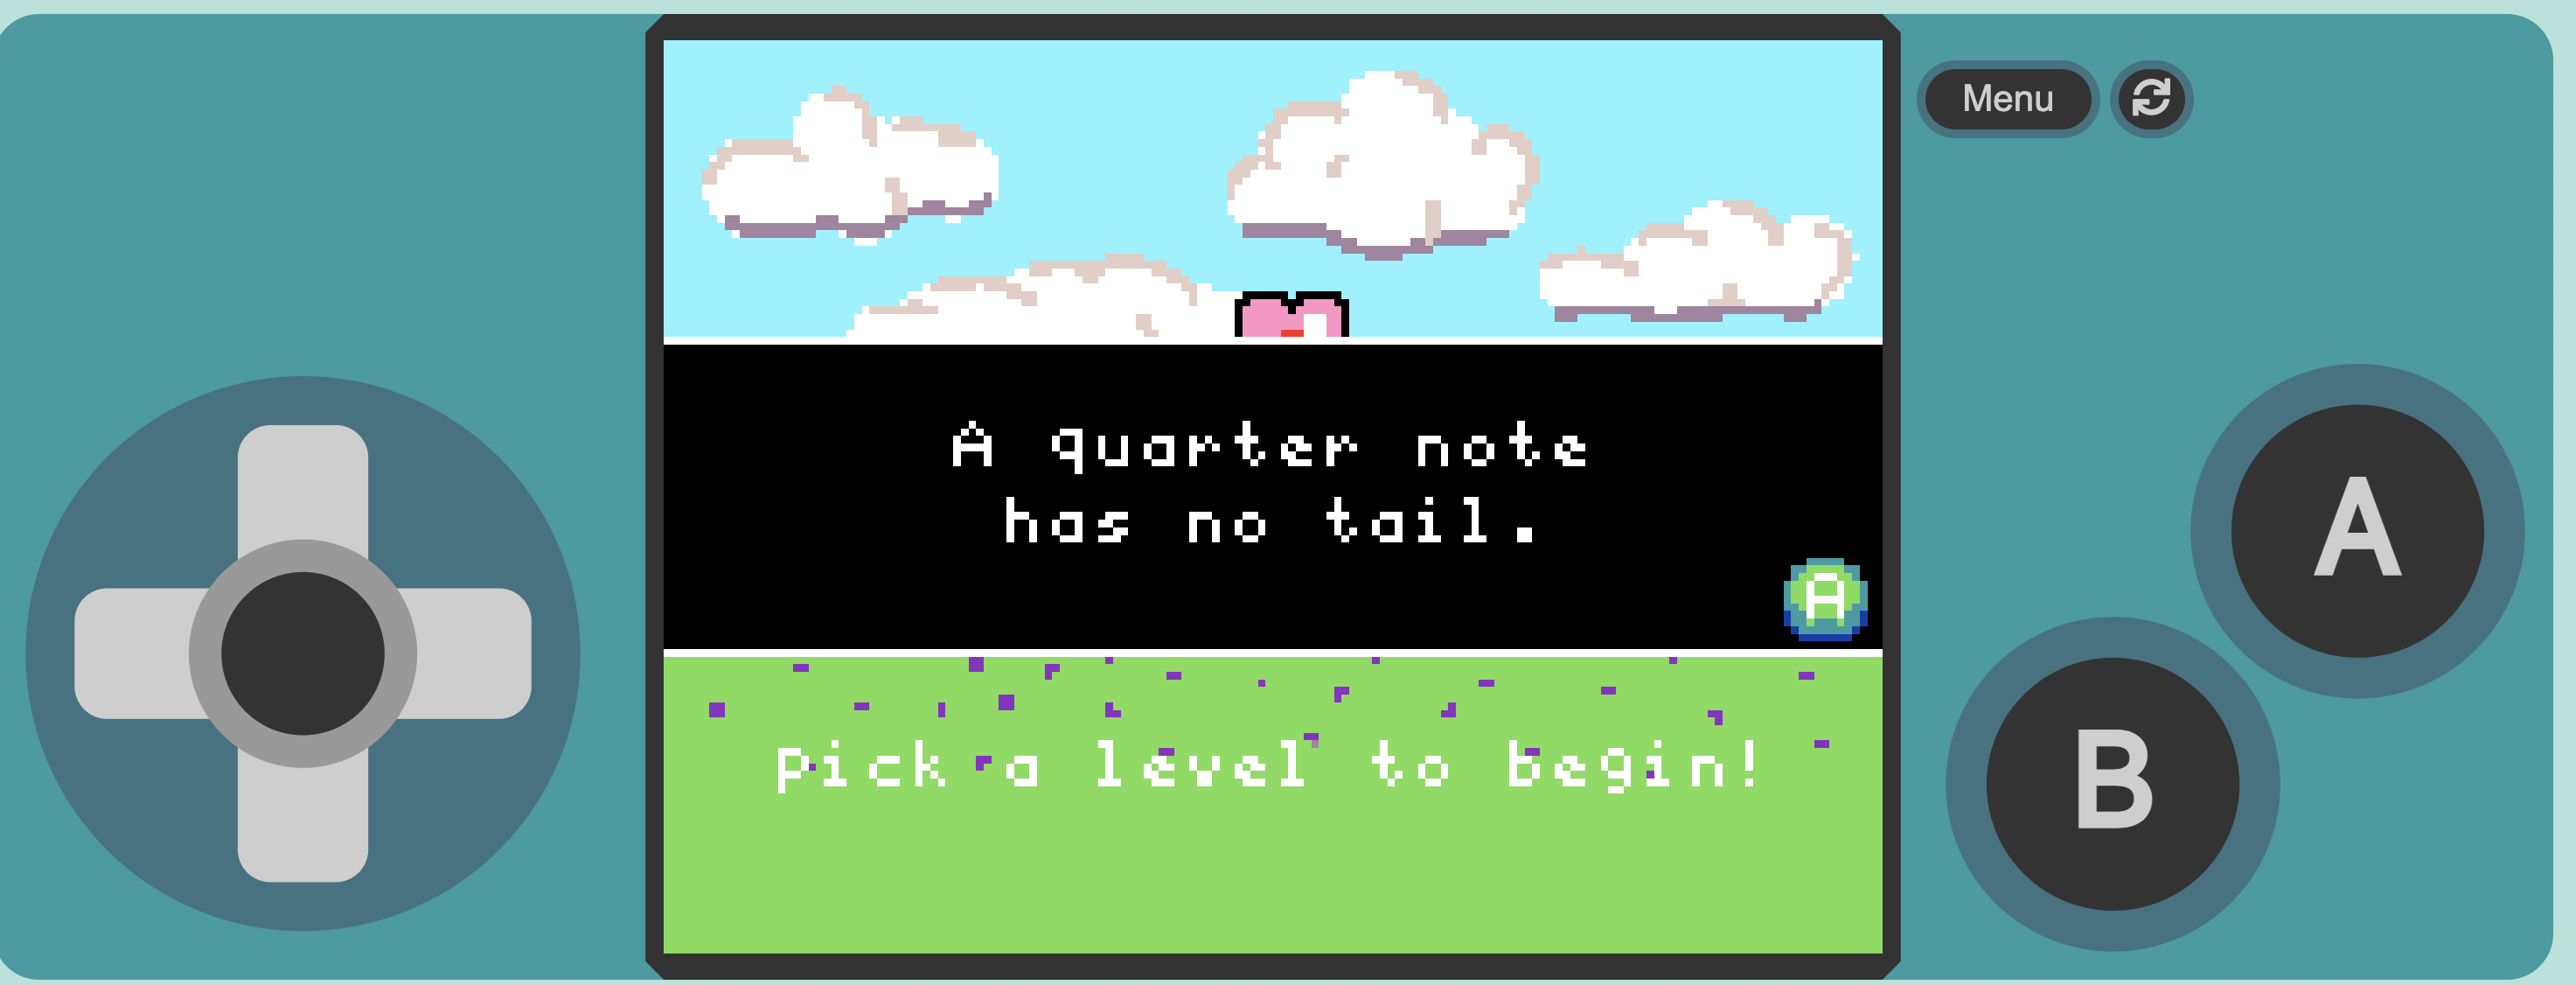 Menu
A quarter note
has no tail.
A
pick a level to begin!
A
B